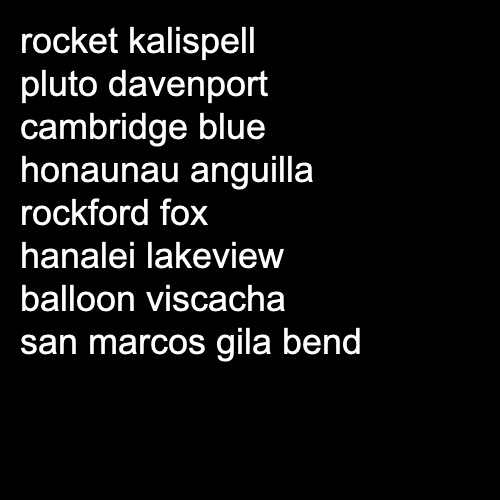 rocket kalispell
pluto davenport
cambridge blue
honaunau anguilla
rockford fox
hanalei lakeview
balloon viscacha
san marcos gila bend